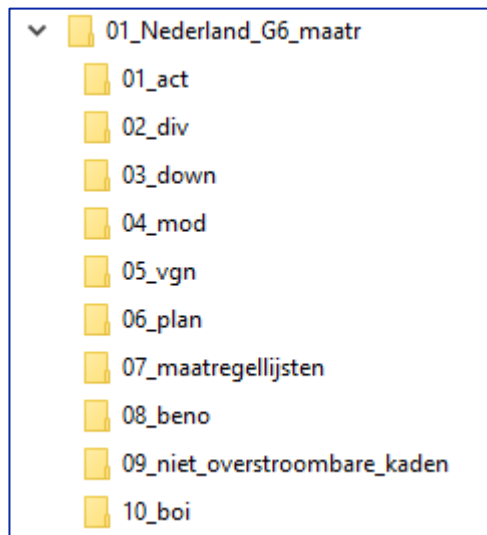 01_Nederland_G6_maatr
01_act
02_div
03_down
04_mod
05_vgn
06_plan
07_maatregellijsten
08_beno
09_niet_overstroombare_kaden
10_boi